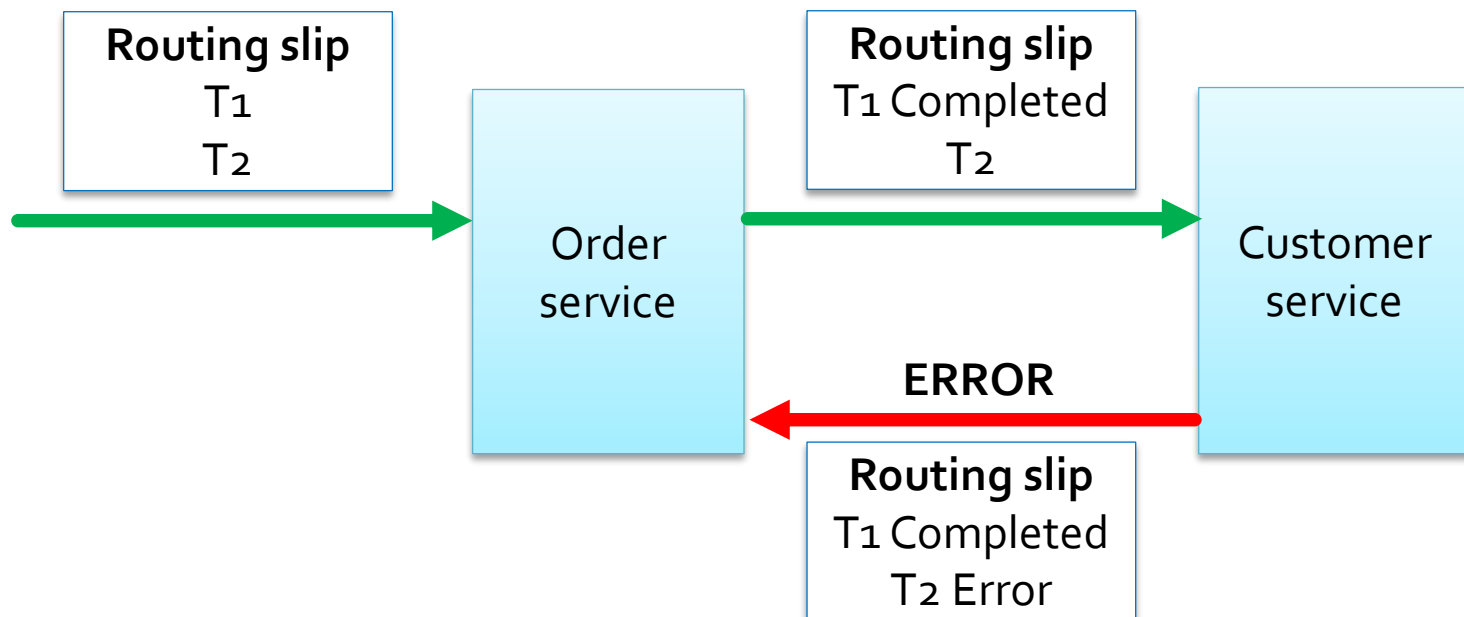 Routing slip
T1
T2
Order
service
Routing slip
T1 Completed
T2
Customer
service
ERROR
Routing slip
T1 Completed
T2 Error